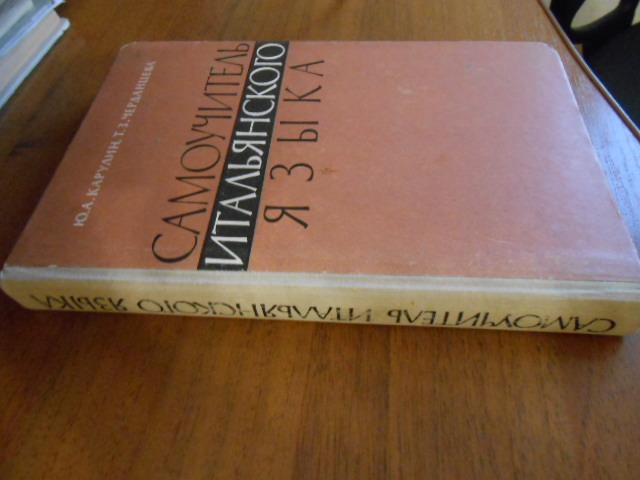 Ю.А.КАРУЛИН, Т.З.ЧЕРДАНЦЕВА
САМОУЧИТЕЛЬ
ИТАЛЬЯНСКОГО
ЯЗЫКА
САМОУЧИТЕЛЬ ИТАЛЬЯНСКОГО ЯЗЫКА